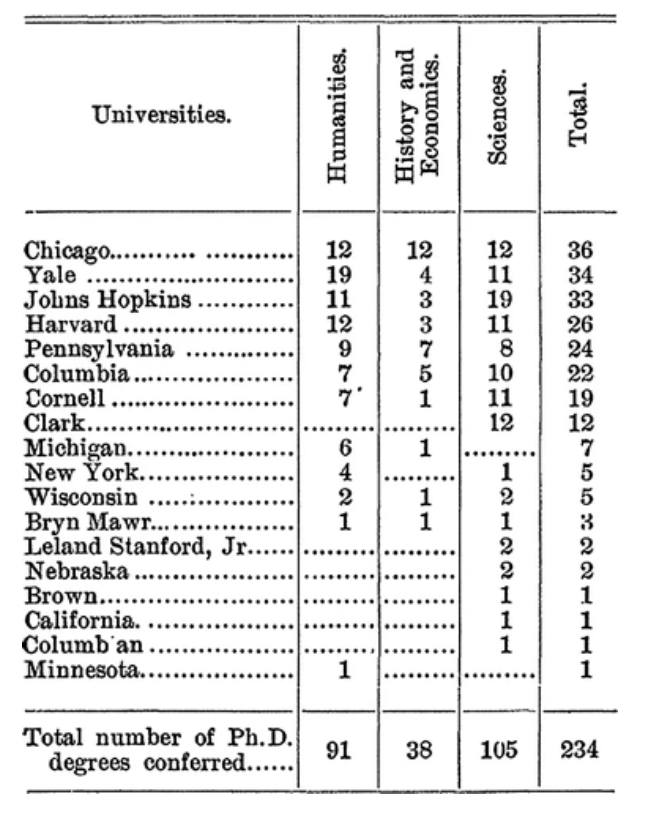 Universities. Humanities. History and Economics. Sciences. Total.
Chicago........... ........... 12 12 12 36
Yale .......................... 19 4 11 34
Johns Hopkins ............ 11 3 19 33
Harvard ..................... 12 3 11 26
Pennsylvania ............. 9 7 8 24
Columbia.................... 7 5 10 22
Cornell ...................... 7 1 11 19
Clark.......................... ......... ......... 12 12
Michigan..................... 6 1 ......... 7
New York................... 4 ......... 1 5
Wisconsin .................. 2 1 2 5
Bryn Mawr.................. 1 1 1 3
Leland Stanford, Jr...... ......... ......... 2 2
Nebraska .................... ......... ......... 2 2
Brown........................ ......... ......... 1 1
California. .................. ......... ......... 1 1
Columb an .................. ......... ......... 1 1
Minnesota................... 1 ......... ......... 1
Total number of Ph.D.
degrees conferred...... 91 38 105 234